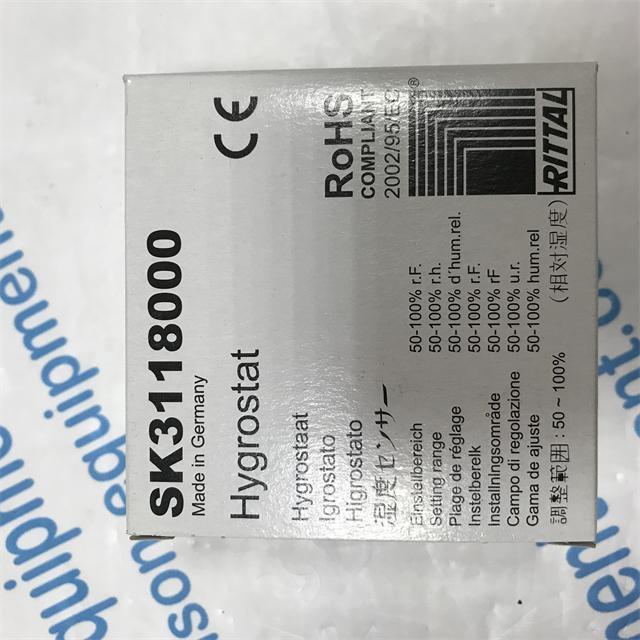 SK3118000
Made in Germany
CE
Hygrostat
Hygrostaat
Igrostato
Higrostato
湿度センサー
RoHS
COMPLIANT
2002/95/EC
®
RITTAL
Einstallbereich 50-100% r.F.
Setting range 50-100% r.h.
Plage de réglage 50-100% d'hum.rel.
Instelbereik 50-100% r.F.
Installningsområde 50-100% rF
Campo di regolazione 50-100% u.r.
Gama de ajuste 50-100% hum.rel
調整範囲: 50 ~ 100% (相対湿度)